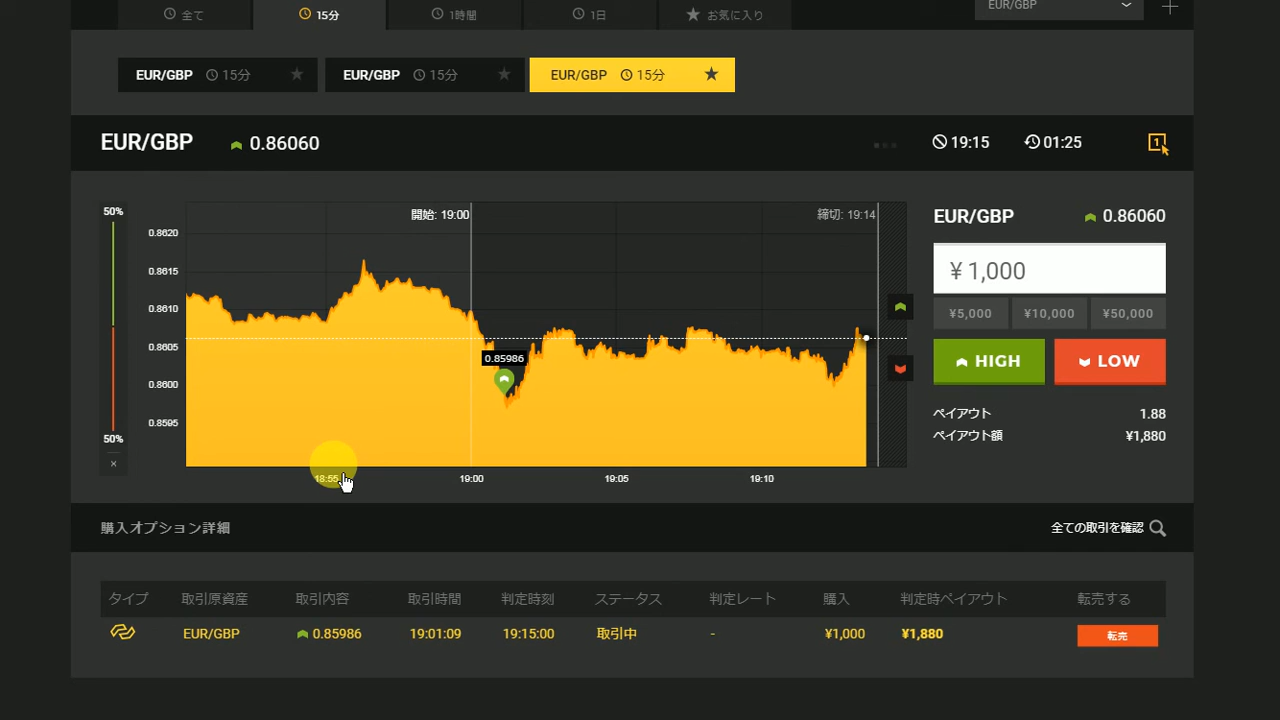 全て
15分
1時間
1日
お気に入り
EUR/GBP
EUR/GBP 15分
EUR/GBP 15分
EUR/GBP 15分
EUR/GBP 0.86060
19:15
01:25
1
50%
50%
×
0.8620
0.8615
0.8610
0.8605
0.8600
0.8595
開始: 19:00
締切: 19:14
0.85986
18:55
19:00
19:05
19:10
EUR/GBP 0.86060
¥ 1,000
¥5,000 ¥10,000 ¥50,000
HIGH LOW
ペイアウト 1.88
ペイアウト額 ¥1,880
購入オプション詳細 全ての取引を確認
タイプ 取引原資産 取引内容 取引時間 判定時刻 ステータス 判定レート 購入 判定時ペイアウト 転売する
EUR/GBP 0.85986 19:01:09 19:15:00 取引中 - ¥1,000 ¥1,880 転売